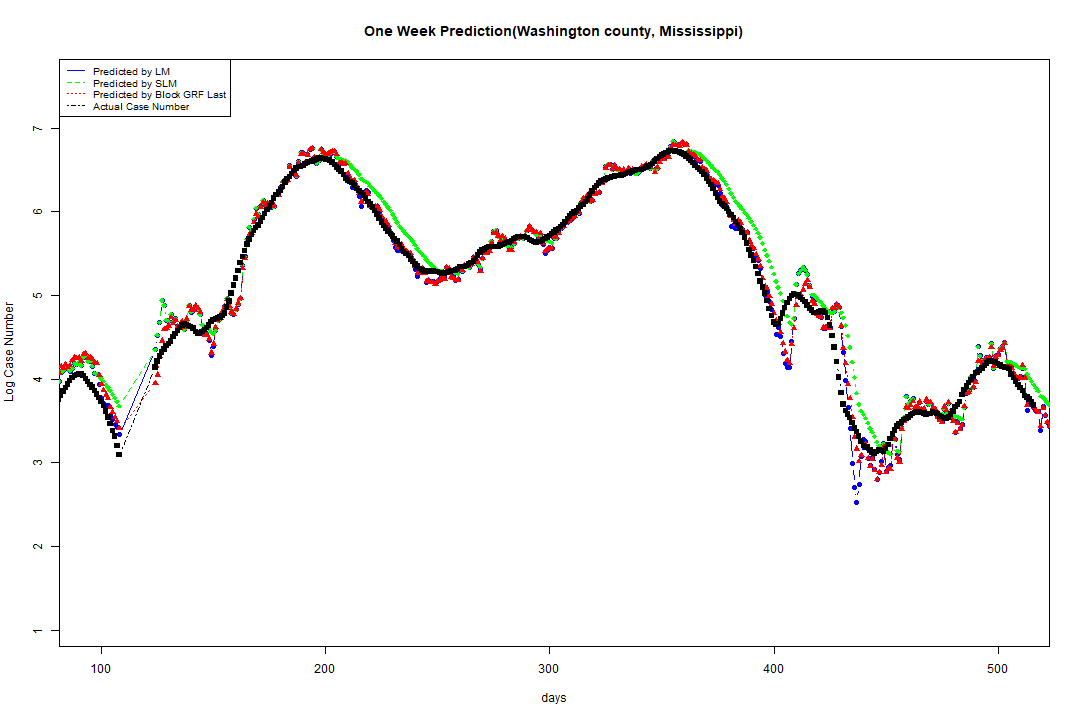 One Week Prediction(Washington county, Mississippi)
Predicted by LM
Predicted by SLM
Predicted by Block GRF Last
Actual Case Number
7
6
5
4
3
2
1
Log Case Number
100 200 300 400 500
days